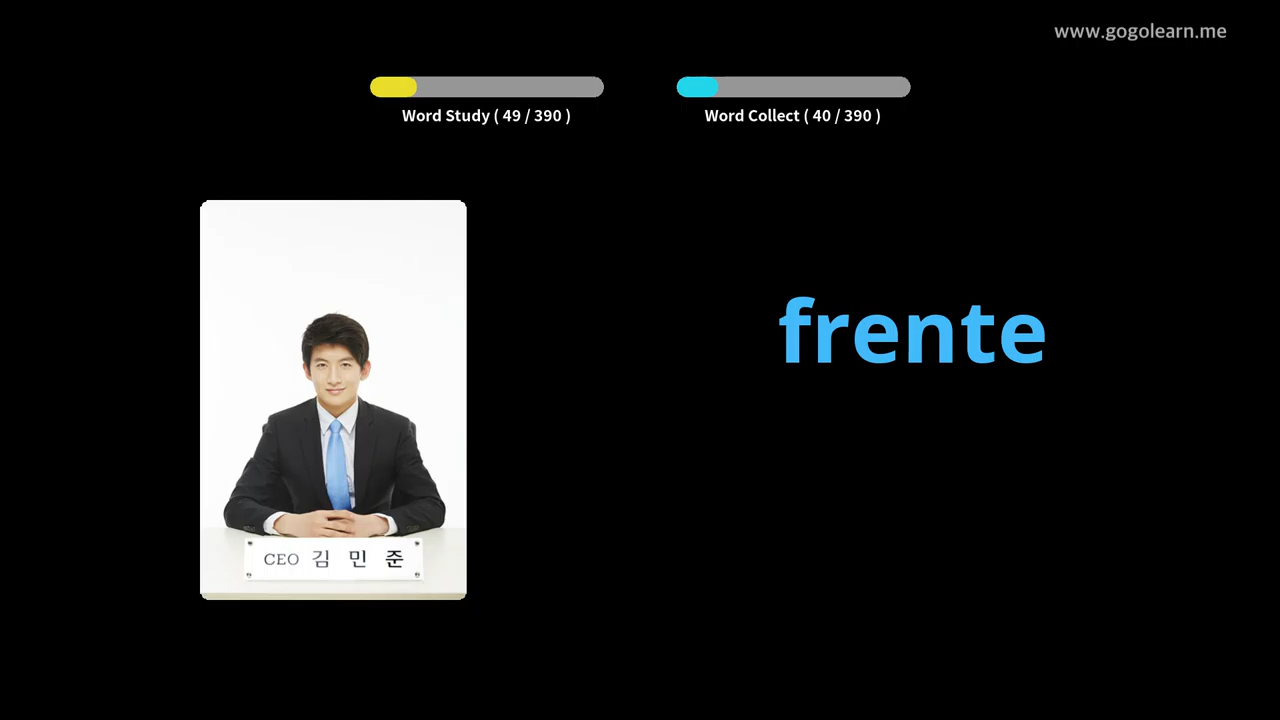 www.gogolearn.me
Word Study ( 49 / 390 )
Word Collect ( 40 / 390 )
frente
CEO 김 민 준